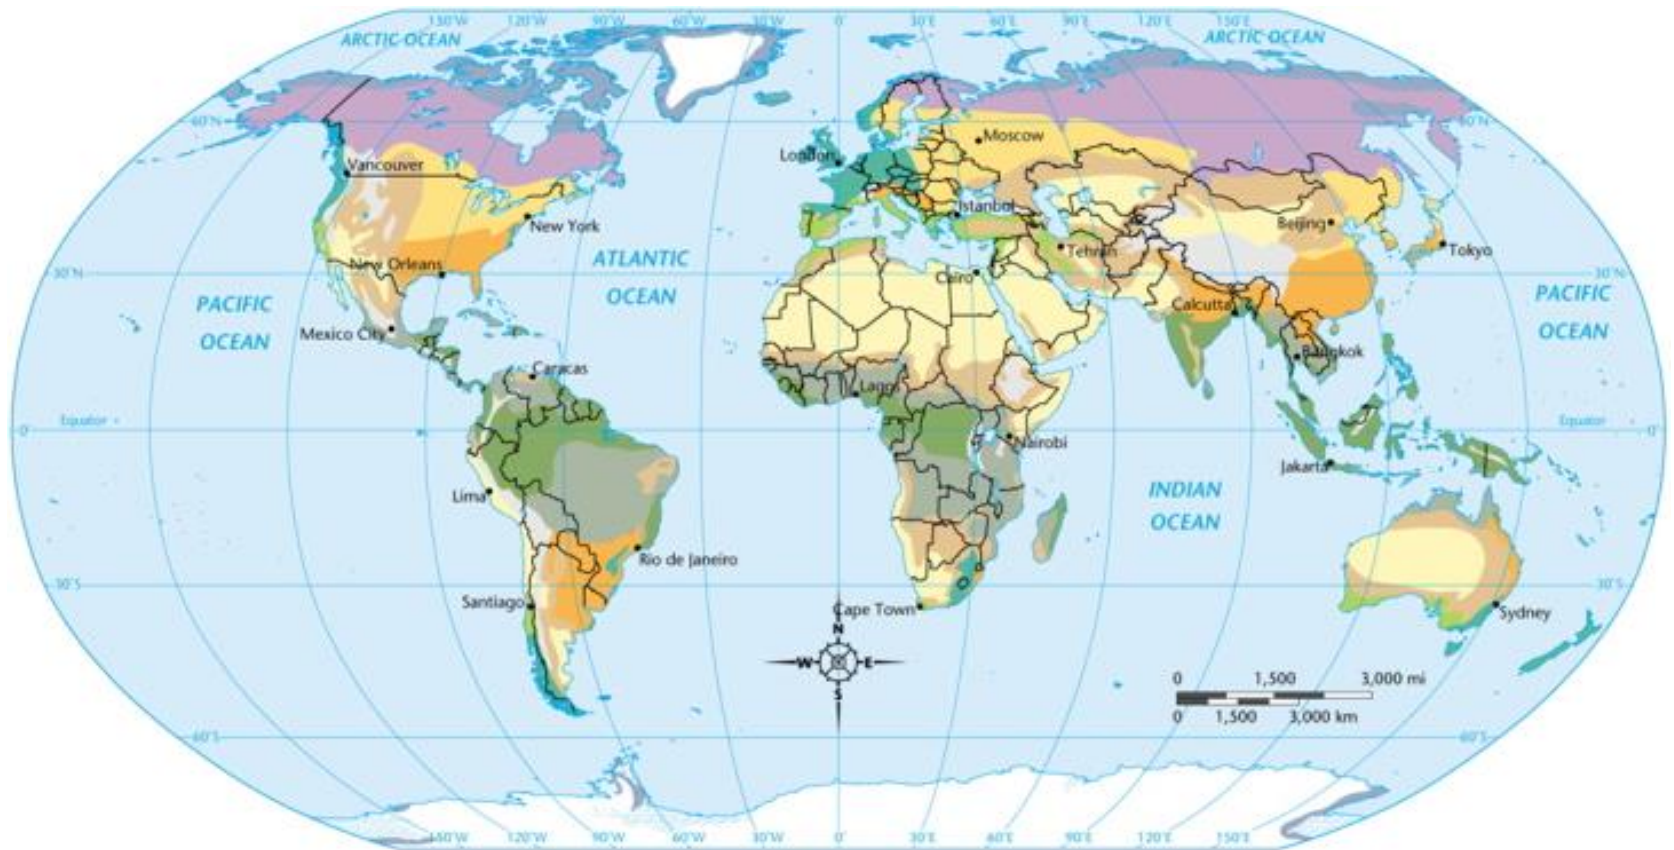 150°W 120°W 90°W 60°W 30°W 0° 30°E 60°E 90°E 120°E 150°E
ARCTIC OCEAN
ARCTIC OCEAN
60°N
60°N
Moscow
London
Vancouver
Istanbul
New York
Beijing
Tokyo
Tehran
ATLANTIC
OCEAN
New Orleans
30°N
30°N
Cairo
PACIFIC
OCEAN
PACIFIC
OCEAN
Calcutta
Mexico City
Bangkok
Caracas
Lagos
Equator
Equator
0°
0°
Nairobi
Jakarta
Lima
INDIAN
OCEAN
Rio de Janeiro
30°S
30°S
Santiago
Cape Town
Sydney
N
W
E
S
0 1,500 3,000 mi
0 1,500 3,000 km
60°S
60°S
150°W 120°W 90°W 60°W 30°W 0° 30°E 60°E 90°E 120°E 150°E